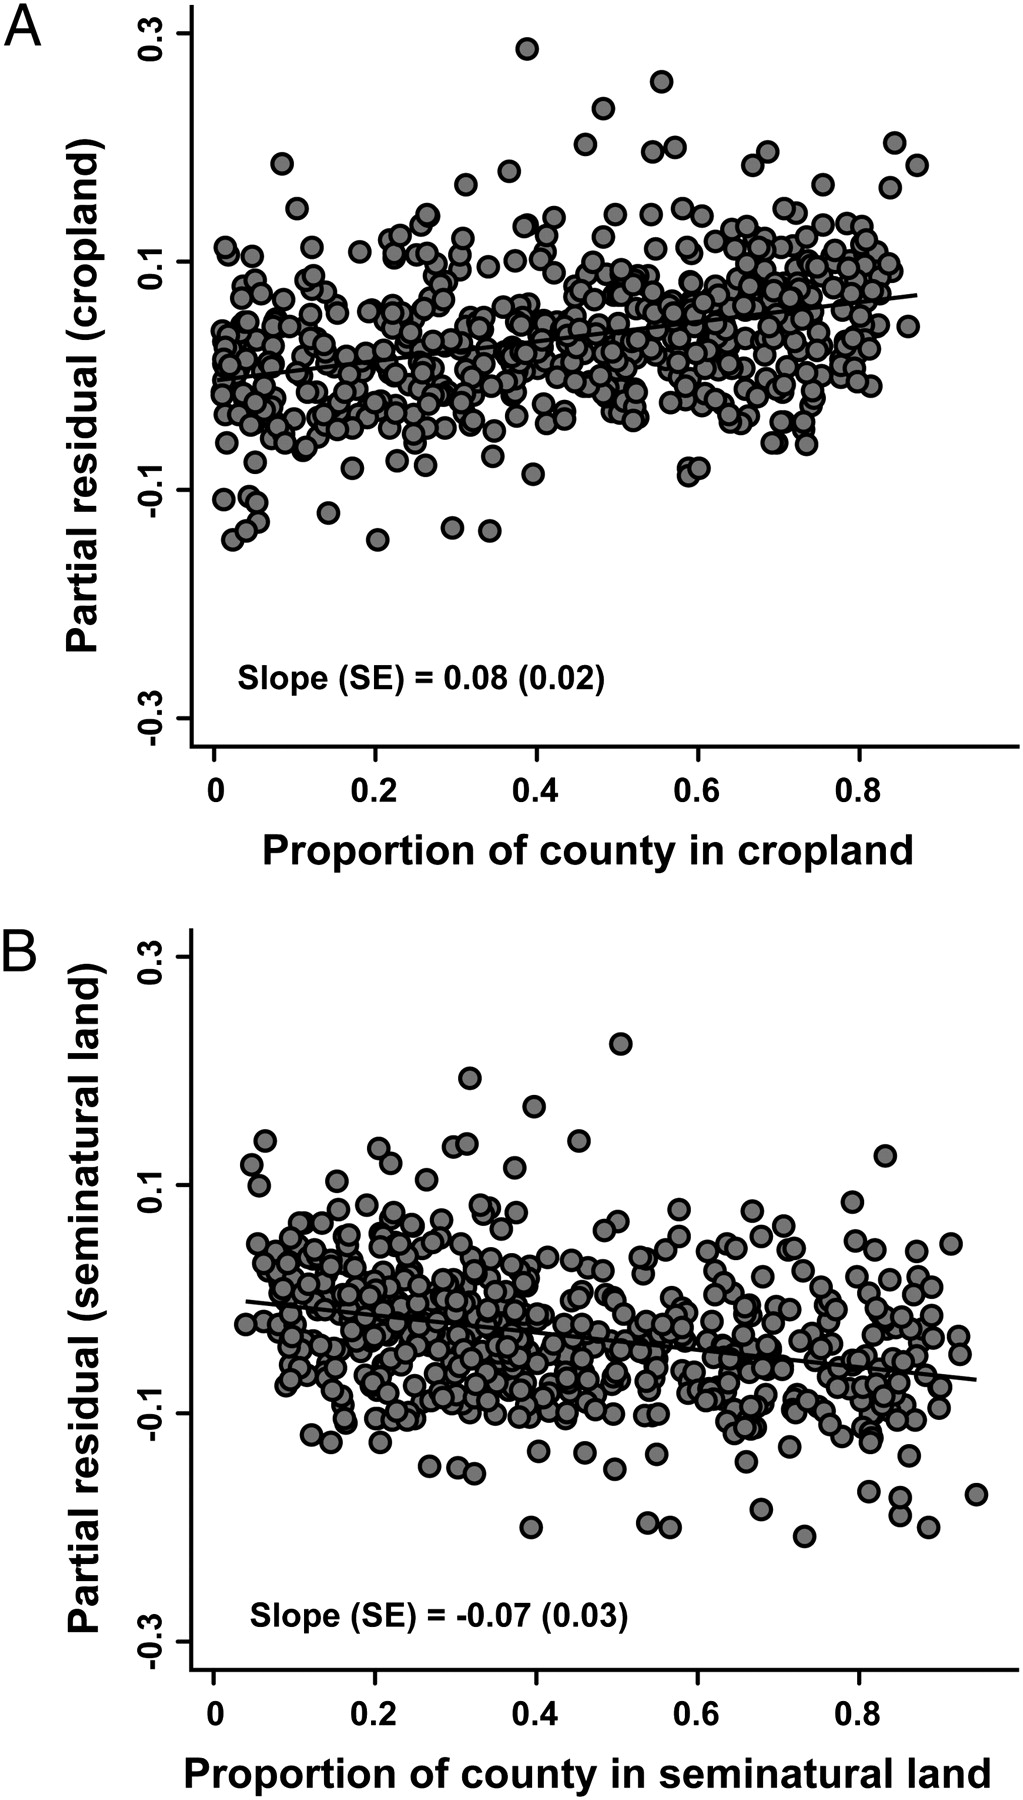 A
Partial residual (cropland)
0.3
0.1
-0.1
-0.3
Slope (SE) = 0.08 (0.02)
0 0.2 0.4 0.6 0.8
Proportion of county in cropland
B
Partial residual (seminatural land)
0.3
0.1
-0.1
-0.3
Slope (SE) = -0.07 (0.03)
0 0.2 0.4 0.6 0.8
Proportion of county in seminatural land